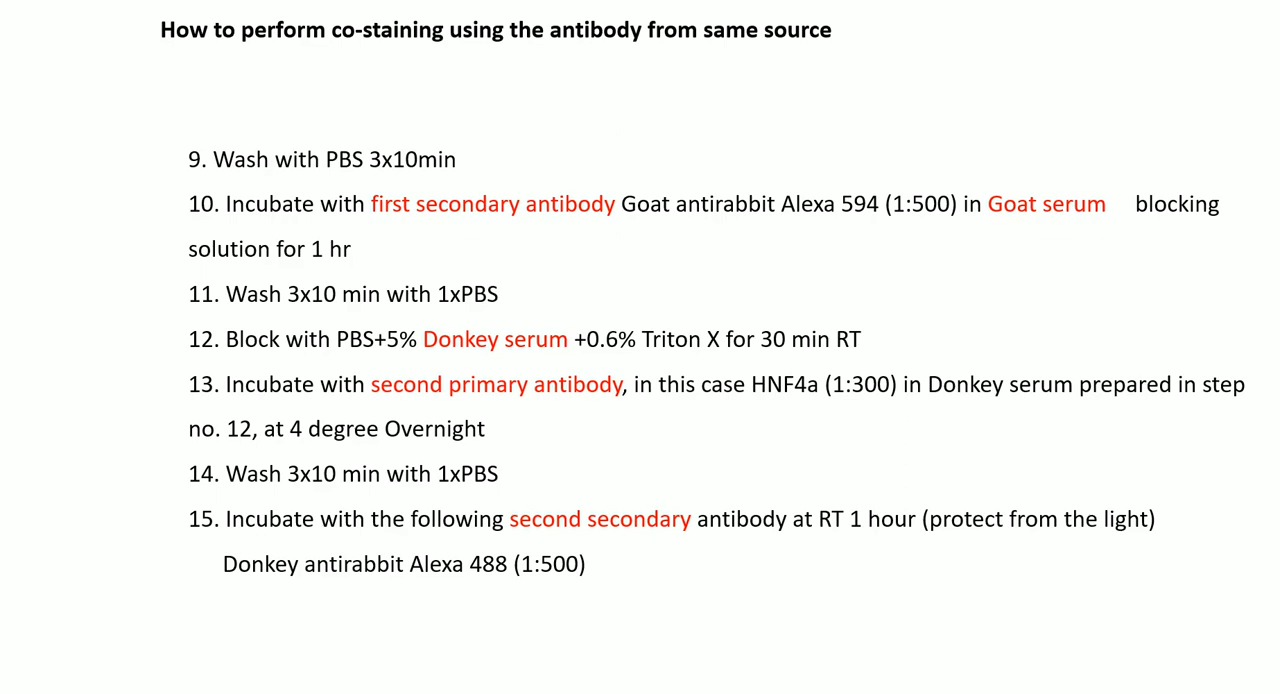 How to perform co-staining using the antibody from same source
9. Wash with PBS 3x10min
10. Incubate with first secondary antibody Goat antirabbit Alexa 594 (1:500) in Goat serum blocking
solution for 1 hr
11. Wash 3x10 min with 1xPBS
12. Block with PBS+5% Donkey serum +0.6% Triton X for 30 min RT
13. Incubate with second primary antibody, in this case HNF4a (1:300) in Donkey serum prepared in step
no. 12, at 4 degree Overnight
14. Wash 3x10 min with 1xPBS
15. Incubate with the following second secondary antibody at RT 1 hour (protect from the light)
Donkey antirabbit Alexa 488 (1:500)